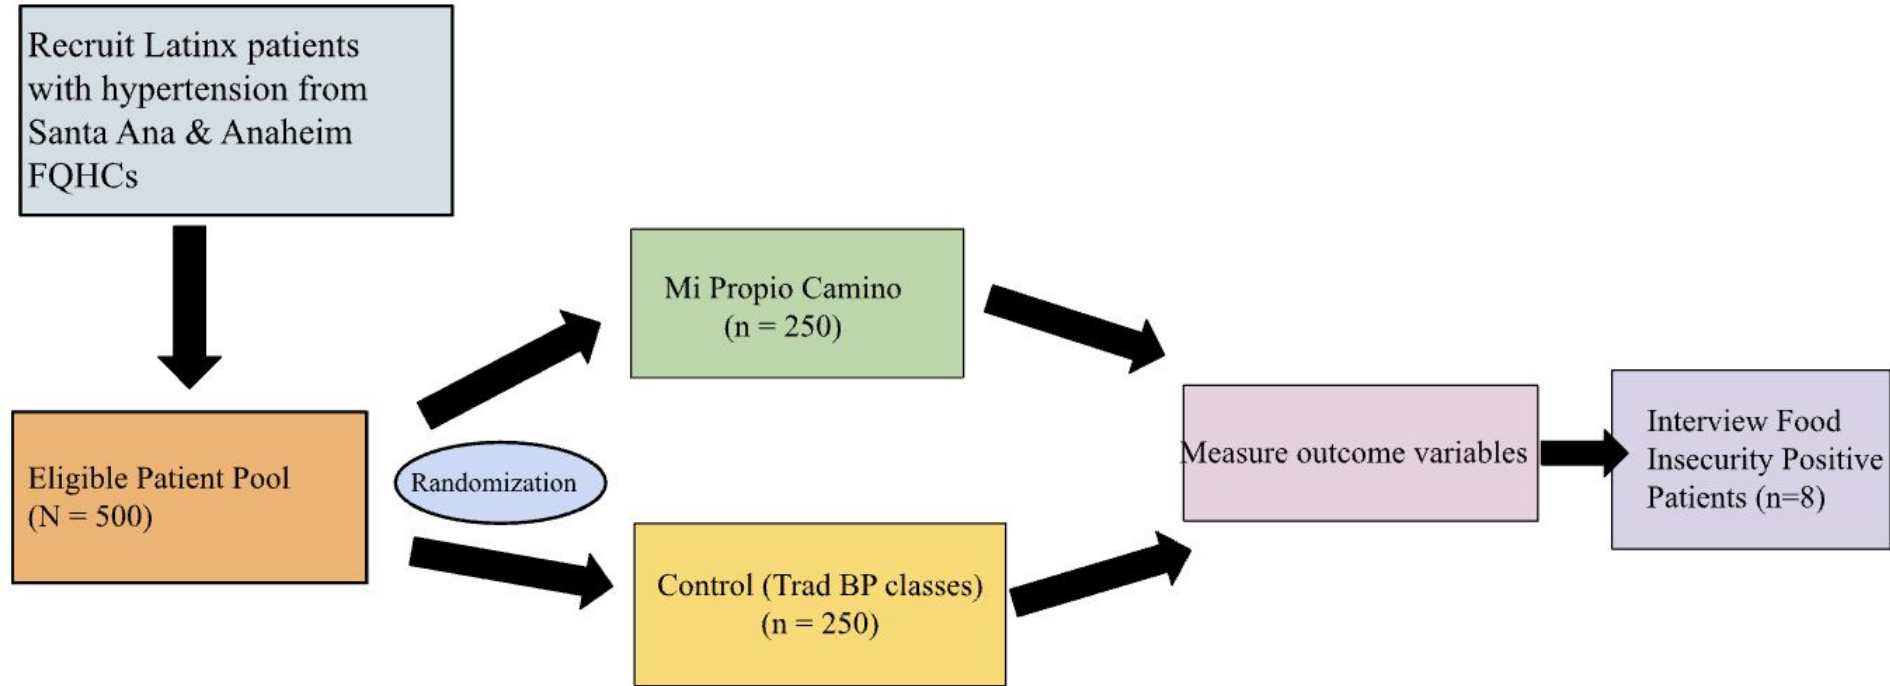 Recruit Latinx patients
with hypertension from
Santa Ana & Anaheim
FQHCs
Eligible Patient Pool
(N = 500)
Randomization
Mi Propio Camino
(n = 250)
Control (Trad BP classes)
(n = 250)
Measure outcome variables
Interview Food
Insecurity Positive
Patients (n=8)